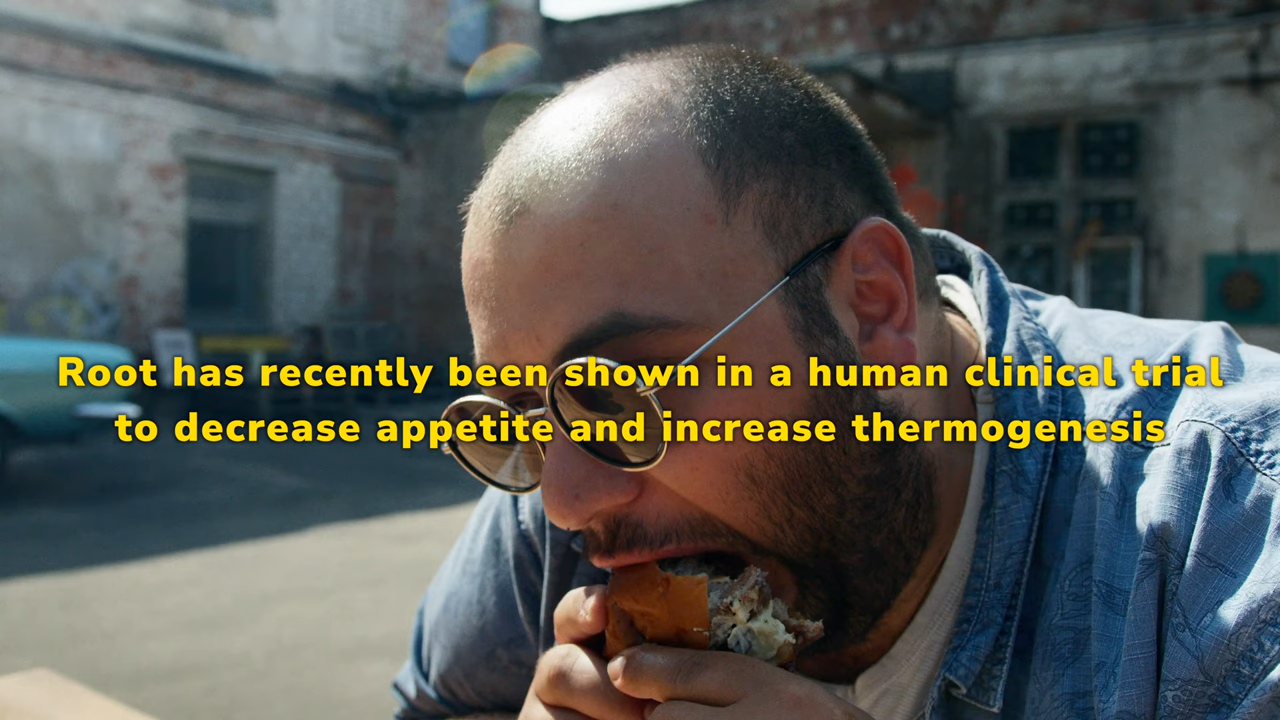 Root has recently been shown in a human clinical trial
to decrease appetite and increase thermogenesis